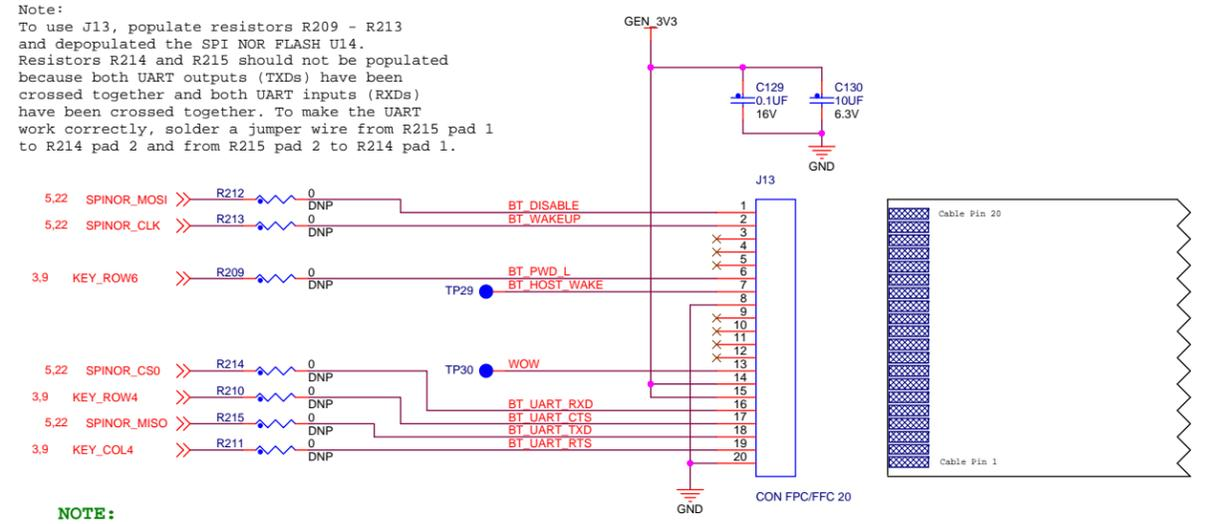 Note:
To use J13, populate resistors R209 - R213
and depopulated the SPI NOR FLASH U14.
Resistors R214 and R215 should not be populated
because both UART outputs (TXDs) have been
crossed together and both UART inputs (RXDs)
have been crossed together. To make the UART
work correctly, solder a jumper wire from R215 pad 1
to R214 pad 2 and from R215 pad 2 to R214 pad 1.
GEN_3V3
C129
0.1UF
16V
C130
10UF
6.3V
GND
J13
5,22 SPINOR_MOSI R212 0 DNP BT_DISABLE 1
5,22 SPINOR_CLK R213 0 DNP BT_WAKEUP 2
3
4
5
3,9 KEY_ROW6 R209 0 DNP BT_PWD_L 6
TP29 BT_HOST_WAKE 7
8
9
10
11
12
TP30 WOW 13
14
15
5,22 SPINOR_CS0 R214 0 DNP BT_UART_RXD 16
3,9 KEY_ROW4 R210 0 DNP BT_UART_CTS 17
5,22 SPINOR_MISO R215 0 DNP BT_UART_TXD 18
3,9 KEY_COL4 R211 0 DNP BT_UART_RTS 19
20
GND
CON FPC/FFC 20
Cable Pin 20
Cable Pin 1
NOTE: